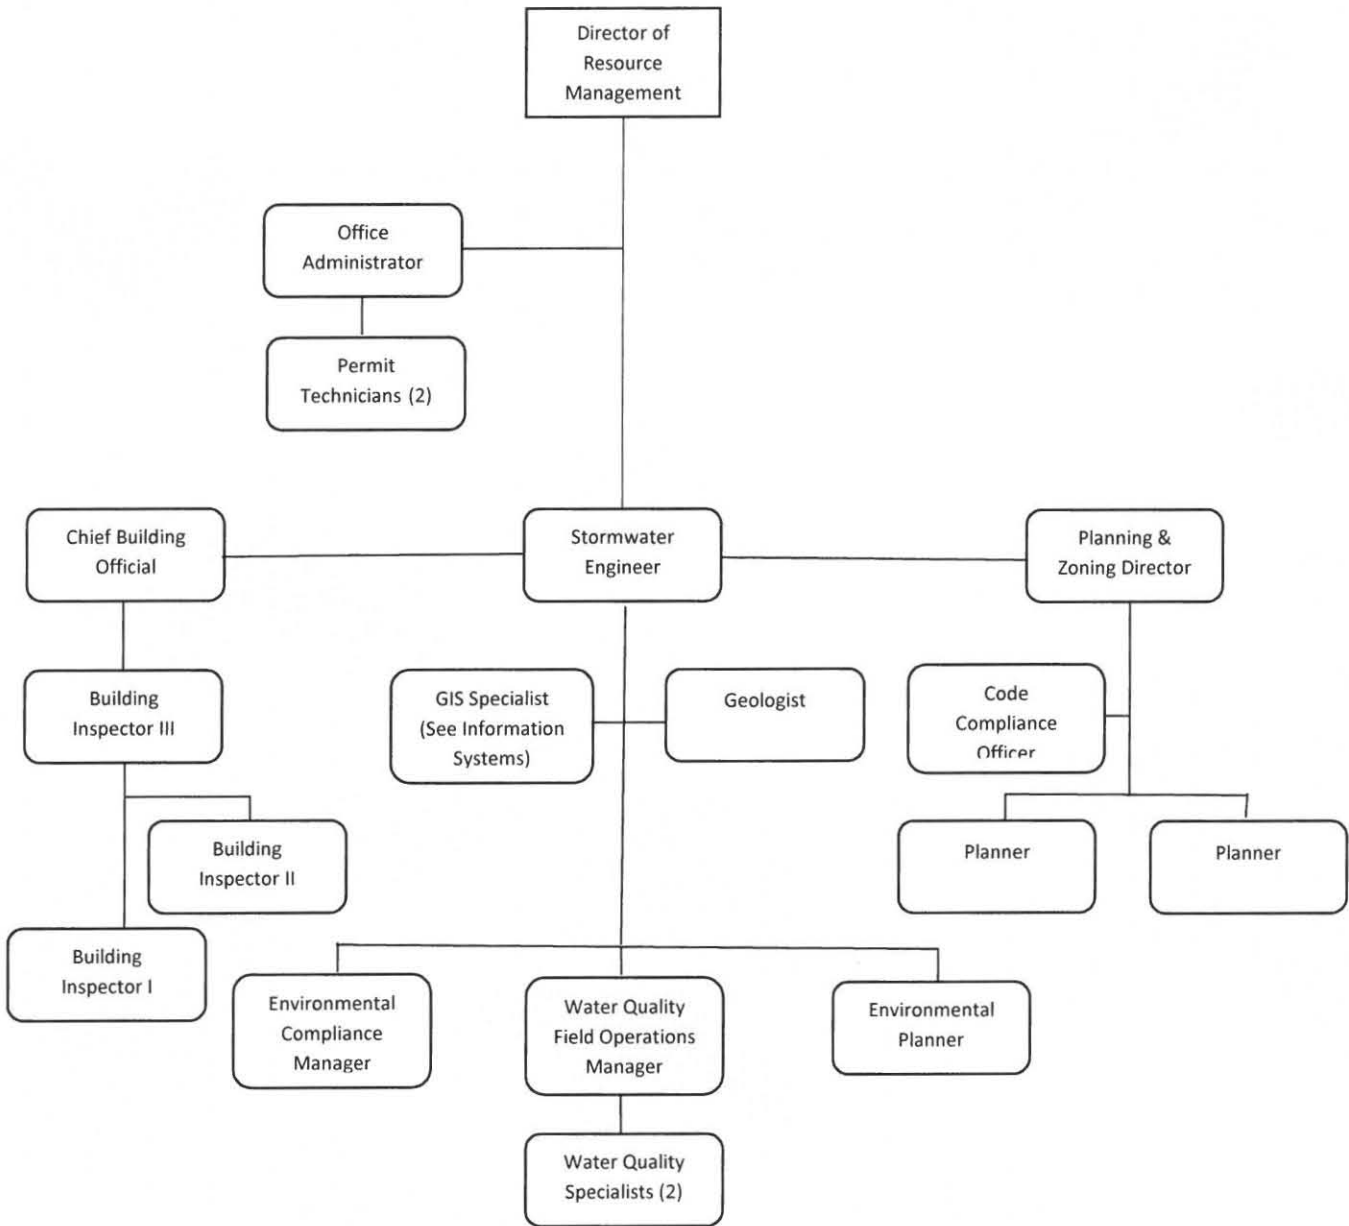 Director of
Resource
Management
Office
Administrator
Permit
Technicians (2)
Chief Building
Official
Stormwater
Engineer
Planning &
Zoning Director
Building
Inspector III
GIS Specialist
(See Information
Systems)
Geologist
Code
Compliance
Officer
Building
Inspector II
Planner
Planner
Building
Inspector I
Environmental
Compliance
Manager
Water Quality
Field Operations
Manager
Environmental
Planner
Water Quality
Specialists (2)